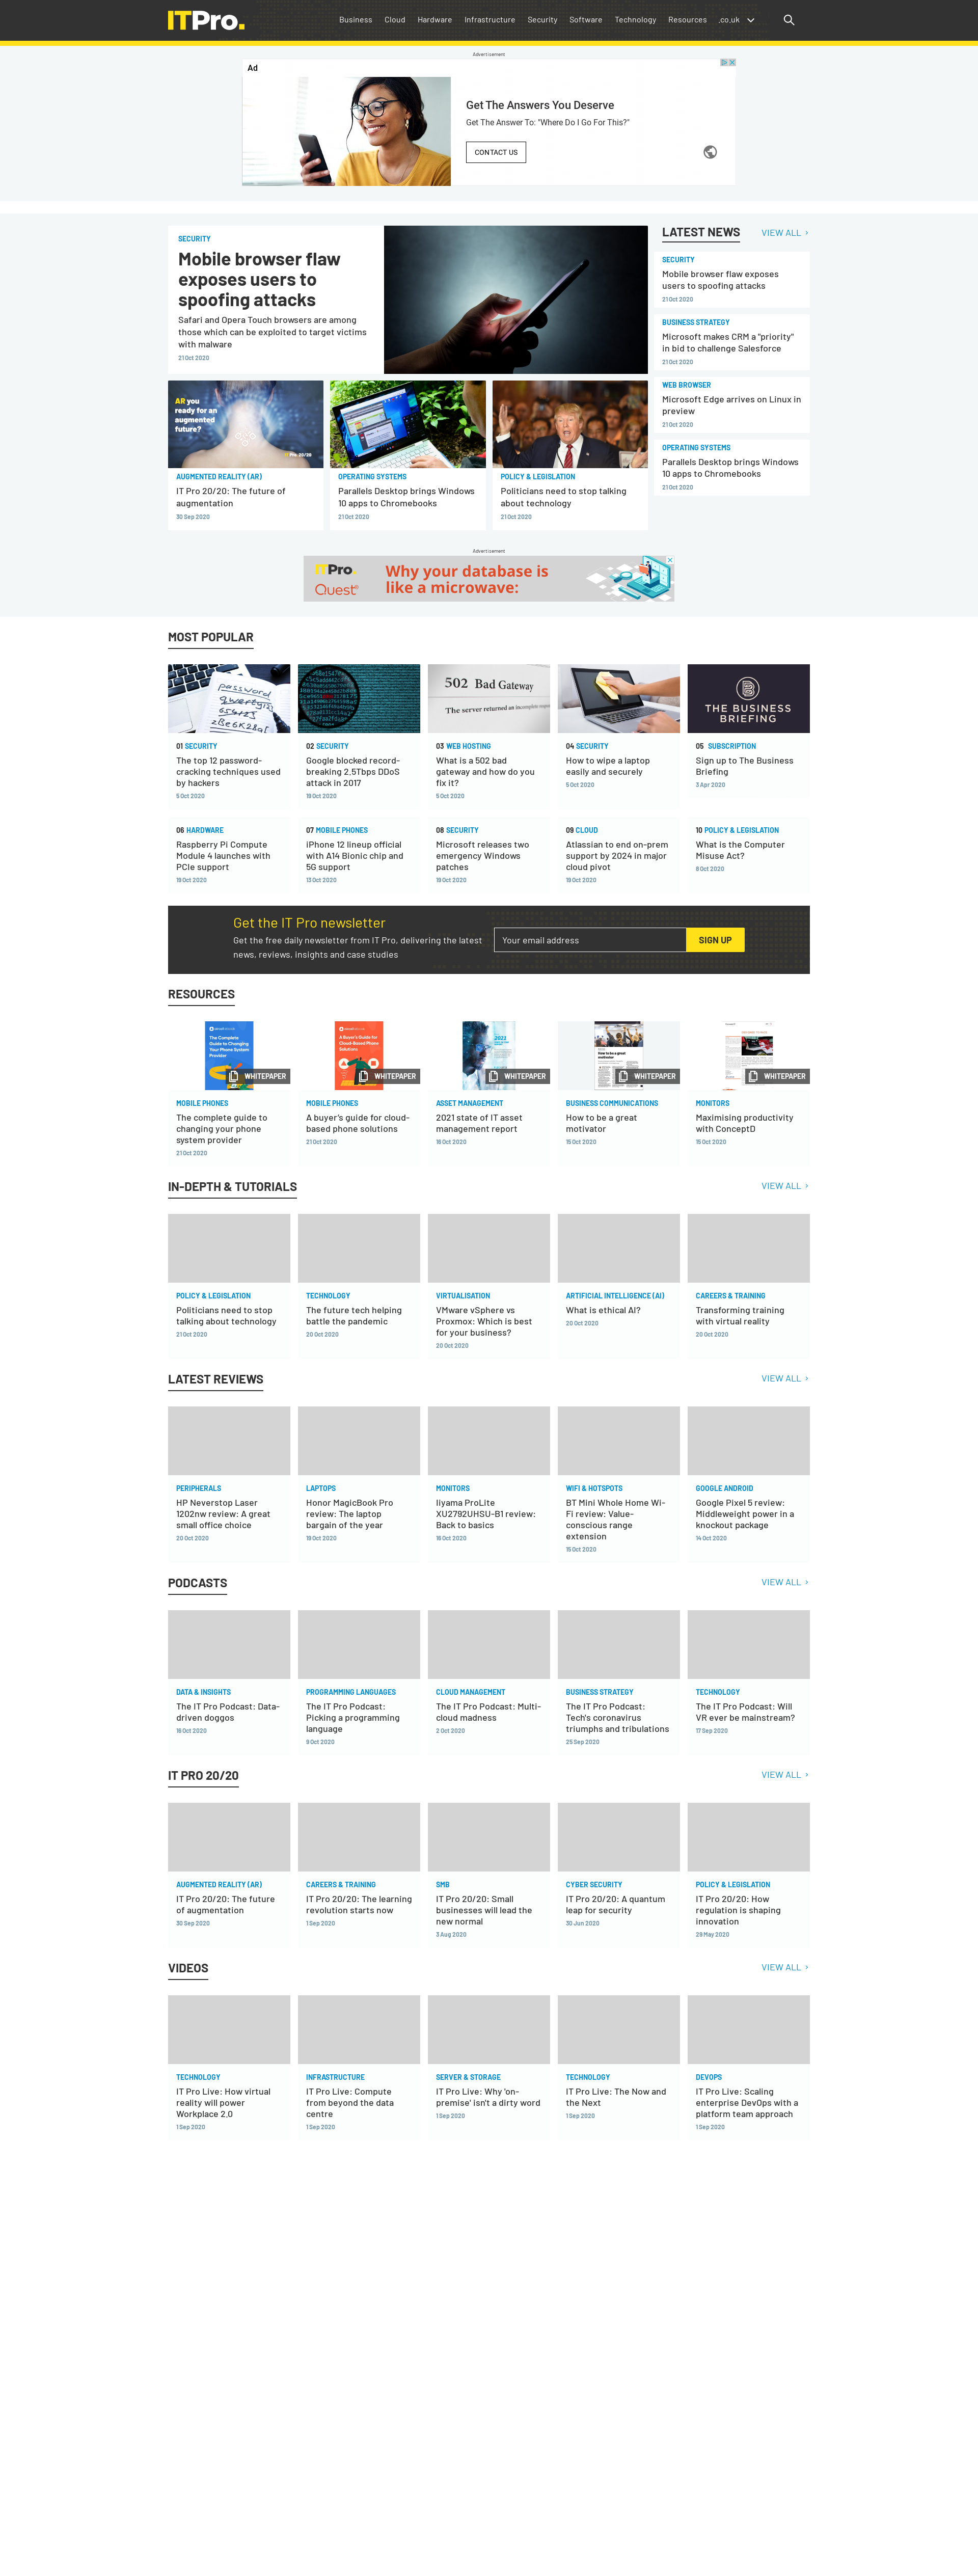 ITPro.
Business Cloud Hardware Infrastructure Security Software Technology Resources .co.uk
Advertisement
Ad
Get The Answers You Deserve
Get The Answer To: "Where Do I Go For This?"
CONTACT US
SECURITY
Mobile browser flaw
exposes users to
spoofing attacks
Safari and Opera Touch browsers are among
those which can be exploited to target victims
with malware
21 Oct 2020
LATEST NEWS
VIEW ALL
SECURITY
Mobile browser flaw exposes
users to spoofing attacks
21 Oct 2020
BUSINESS STRATEGY
Microsoft makes CRM a "priority"
in bid to challenge Salesforce
21 Oct 2020
WEB BROWSER
Microsoft Edge arrives on Linux in
preview
21 Oct 2020
OPERATING SYSTEMS
Parallels Desktop brings Windows
10 apps to Chromebooks
21 Oct 2020
AR you
ready for an
augmented
future?
AUGMENTED REALITY (AR)
IT Pro 20/20: The future of
augmentation
30 Sep 2020
OPERATING SYSTEMS
Parallels Desktop brings Windows
10 apps to Chromebooks
21 Oct 2020
POLICY & LEGISLATION
Politicians need to stop talking
about technology
21 Oct 2020
Advertisement
ITPro.
Quest
Why your database is
like a microwave:
MOST POPULAR
password
502 Bad Gateway
The server returned an
THE BUSINESS
BRIEFING
01 SECURITY
The top 12 password-
cracking techniques used
by hackers
5 Oct 2020
02 SECURITY
Google blocked record-
breaking 2.5Tbps DDoS
attack in 2017
19 Oct 2020
03 WEB HOSTING
What is a 502 bad
gateway and how do you
fix it?
5 Oct 2020
04 SECURITY
How to wipe a laptop
easily and securely
5 Oct 2020
05 SUBSCRIPTION
Sign up to The Business
Briefing
3 Apr 2020
06 HARDWARE
Raspberry Pi Compute
Module 4 launches with
PCIe support
19 Oct 2020
07 MOBILE PHONES
iPhone 12 lineup official
with A14 Bionic chip and
5G support
13 Oct 2020
08 SECURITY
Microsoft releases two
emergency Windows
patches
19 Oct 2020
09 CLOUD
Atlassian to end on-prem
support by 2024 in major
cloud pivot
19 Oct 2020
10 POLICY & LEGISLATION
What is the Computer
Misuse Act?
8 Oct 2020
Get the IT Pro newsletter
Get the free daily newsletter from IT Pro, delivering the latest
news, reviews, insights and case studies
Your email address
SIGN UP
RESOURCES
The Complete
Guide to Changing
Your Phone System
Provider
WHITEPAPER
A Buyer's Guide for
Cloud-Based Phone
Solutions
WHITEPAPER
2021
WHITEPAPER
How to be a great
motivator
WHITEPAPER
WHITEPAPER
MOBILE PHONES
The complete guide to
changing your phone
system provider
21 Oct 2020
MOBILE PHONES
A buyer's guide for cloud-
based phone solutions
21 Oct 2020
ASSET MANAGEMENT
2021 state of IT asset
management report
16 Oct 2020
BUSINESS COMMUNICATIONS
How to be a great
motivator
15 Oct 2020
MONITORS
Maximising productivity
with ConceptD
15 Oct 2020
IN-DEPTH & TUTORIALS
VIEW ALL
POLICY & LEGISLATION
Politicians need to stop
talking about technology
21 Oct 2020
TECHNOLOGY
The future tech helping
battle the pandemic
20 Oct 2020
VIRTUALISATION
VMware vSphere vs
Proxmox: Which is best
for your business?
20 Oct 2020
ARTIFICIAL INTELLIGENCE (AI)
What is ethical AI?
20 Oct 2020
CAREERS & TRAINING
Transforming training
with virtual reality
20 Oct 2020
LATEST REVIEWS
VIEW ALL
PERIPHERALS
HP Neverstop Laser
1202nw review: A great
small office choice
20 Oct 2020
LAPTOPS
Honor MagicBook Pro
review: The laptop
bargain of the year
19 Oct 2020
MONITORS
Iiyama ProLite
XU2792UHSU-B1 review:
Back to basics
16 Oct 2020
WIFI & HOTSPOTS
BT Mini Whole Home Wi-
Fi review: Value-
conscious range
extension
15 Oct 2020
GOOGLE ANDROID
Google Pixel 5 review:
Middleweight power in a
knockout package
14 Oct 2020
PODCASTS
VIEW ALL
DATA & INSIGHTS
The IT Pro Podcast: Data-
driven doggos
16 Oct 2020
PROGRAMMING LANGUAGES
The IT Pro Podcast:
Picking a programming
language
9 Oct 2020
CLOUD MANAGEMENT
The IT Pro Podcast: Multi-
cloud madness
2 Oct 2020
BUSINESS STRATEGY
The IT Pro Podcast:
Tech's coronavirus
triumphs and tribulations
25 Sep 2020
TECHNOLOGY
The IT Pro Podcast: Will
VR ever be mainstream?
17 Sep 2020
IT PRO 20/20
VIEW ALL
AUGMENTED REALITY (AR)
IT Pro 20/20: The future
of augmentation
30 Sep 2020
CAREERS & TRAINING
IT Pro 20/20: The learning
revolution starts now
1 Sep 2020
SMB
IT Pro 20/20: Small
businesses will lead the
new normal
3 Aug 2020
CYBER SECURITY
IT Pro 20/20: A quantum
leap for security
30 Jun 2020
POLICY & LEGISLATION
IT Pro 20/20: How
regulation is shaping
innovation
29 May 2020
VIDEOS
VIEW ALL
TECHNOLOGY
IT Pro Live: How virtual
reality will power
Workplace 2.0
1 Sep 2020
INFRASTRUCTURE
IT Pro Live: Compute
from beyond the data
centre
1 Sep 2020
SERVER & STORAGE
IT Pro Live: Why 'on-
premise' isn't a dirty word
1 Sep 2020
TECHNOLOGY
IT Pro Live: The Now and
the Next
1 Sep 2020
DEVOPS
IT Pro Live: Scaling
enterprise DevOps with a
platform team approach
1 Sep 2020